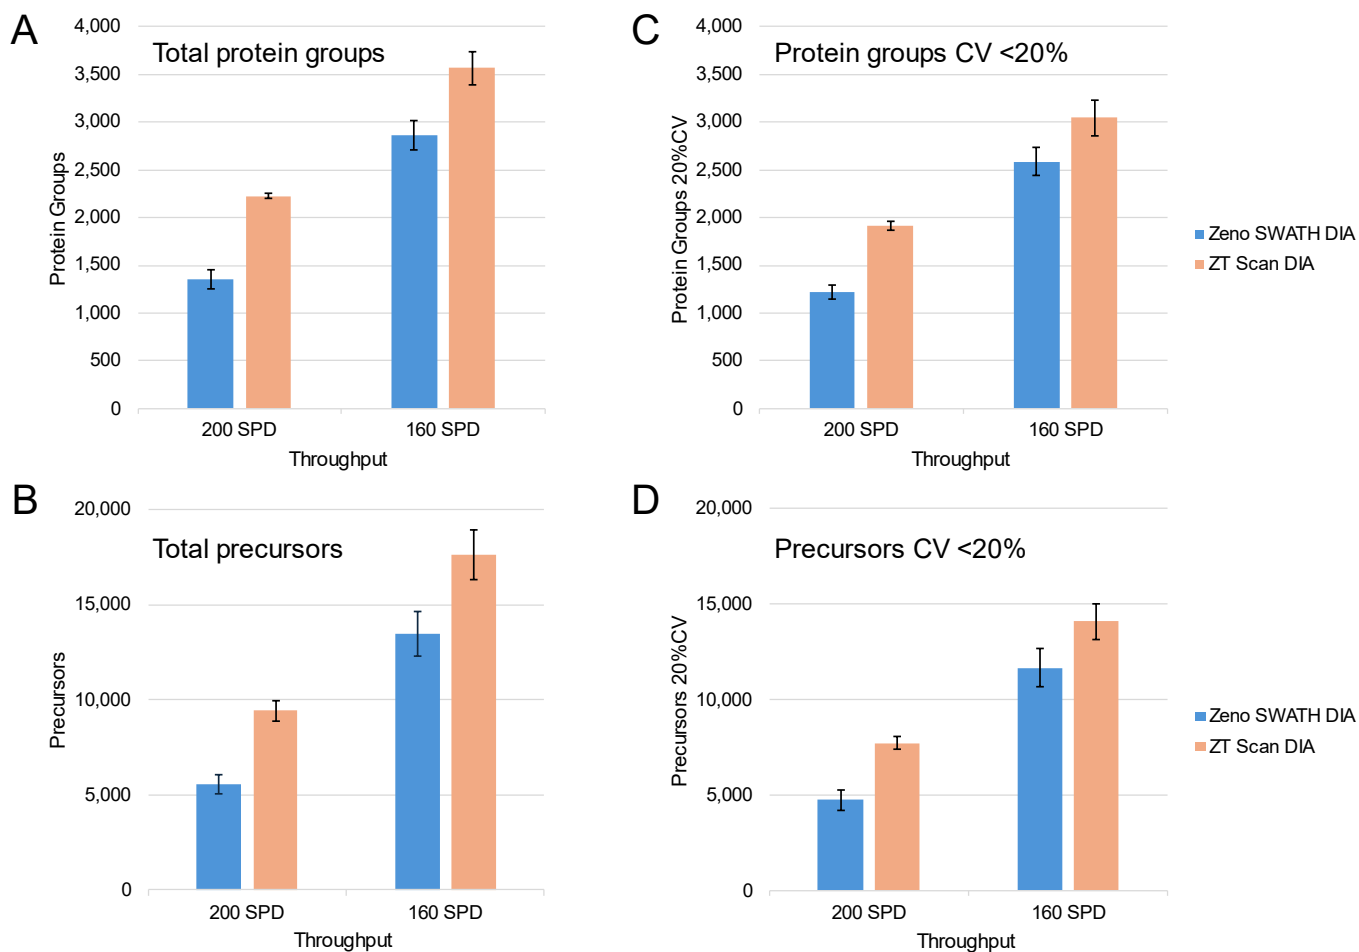 A
Total protein groups
4,000
3,500
3,000
2,500
2,000
1,500
1,000
500
0
Protein Groups
200 SPD
160 SPD
Throughput
C
Protein groups CV <20%
4,000
3,500
3,000
2,500
2,000
1,500
1,000
500
0
Protein Groups 20%CV
200 SPD
160 SPD
Throughput
Zeno SWATH DIA
ZT Scan DIA
B
Total precursors
20,000
15,000
10,000
5,000
0
Precursors
200 SPD
160 SPD
Throughput
D
Precursors CV <20%
20,000
15,000
10,000
5,000
0
Precursors 20%CV
200 SPD
160 SPD
Throughput
Zeno SWATH DIA
ZT Scan DIA